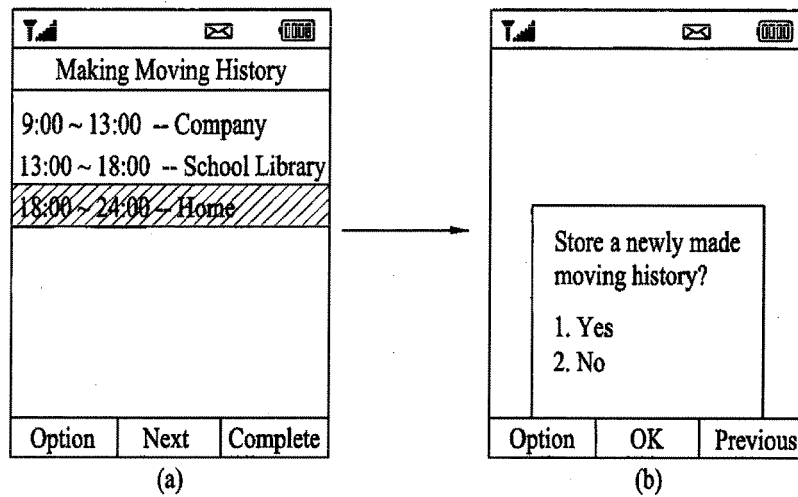 Making Moving History
9:00 ~ 13:00 -- Company
13:00 ~ 18:00 -- School Library
18:00 ~ 24:00 -- Home
Option Next Complete
(a)
Store a newly made
moving history?
1. Yes
2. No
Option OK Previous
(b)